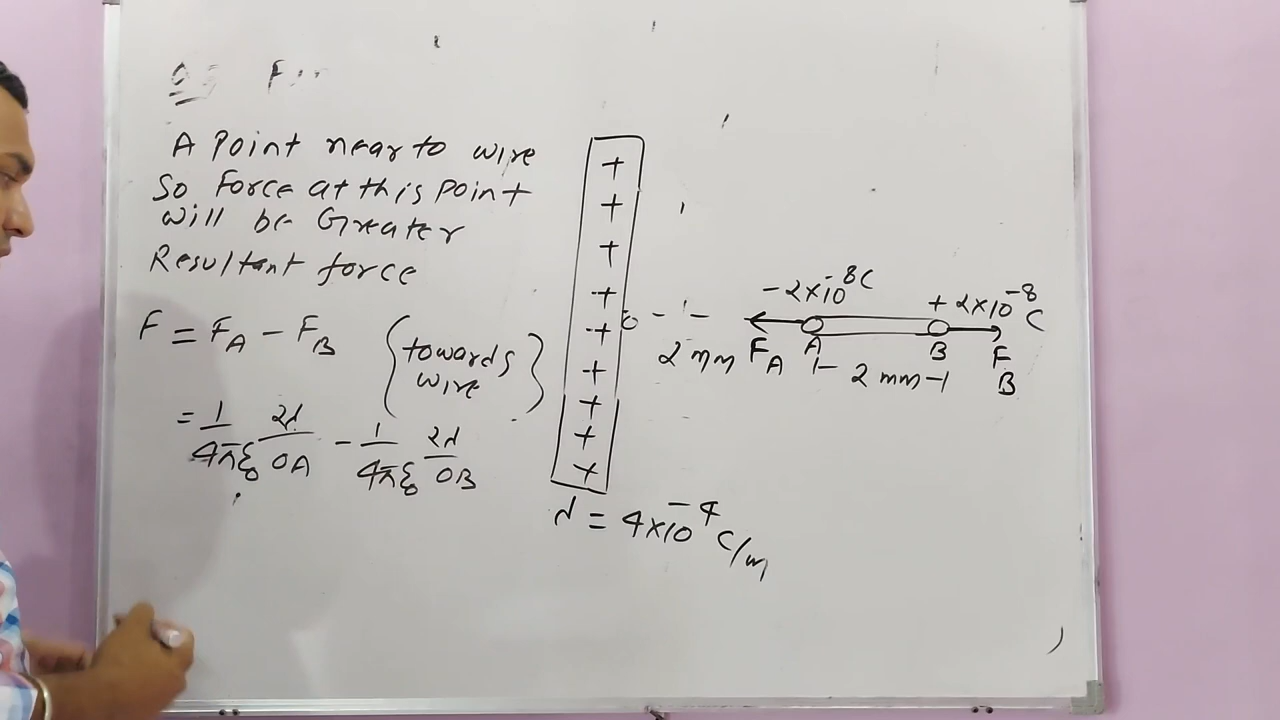 A Point near to wire
So Force at this Point
will be Greater
Resultant force
F = F_A - F_B {towards wire}
= 1/4πε₀ 2λ/OA - 1/4πε₀ 2λ/OB
+
+
+
+
+
+
+
+
+
λ = 4×10⁻⁴ C/m
-2×10⁻⁸C
+2×10⁻⁸C
O
F_A
A
B
F_B
2 mm
2 mm